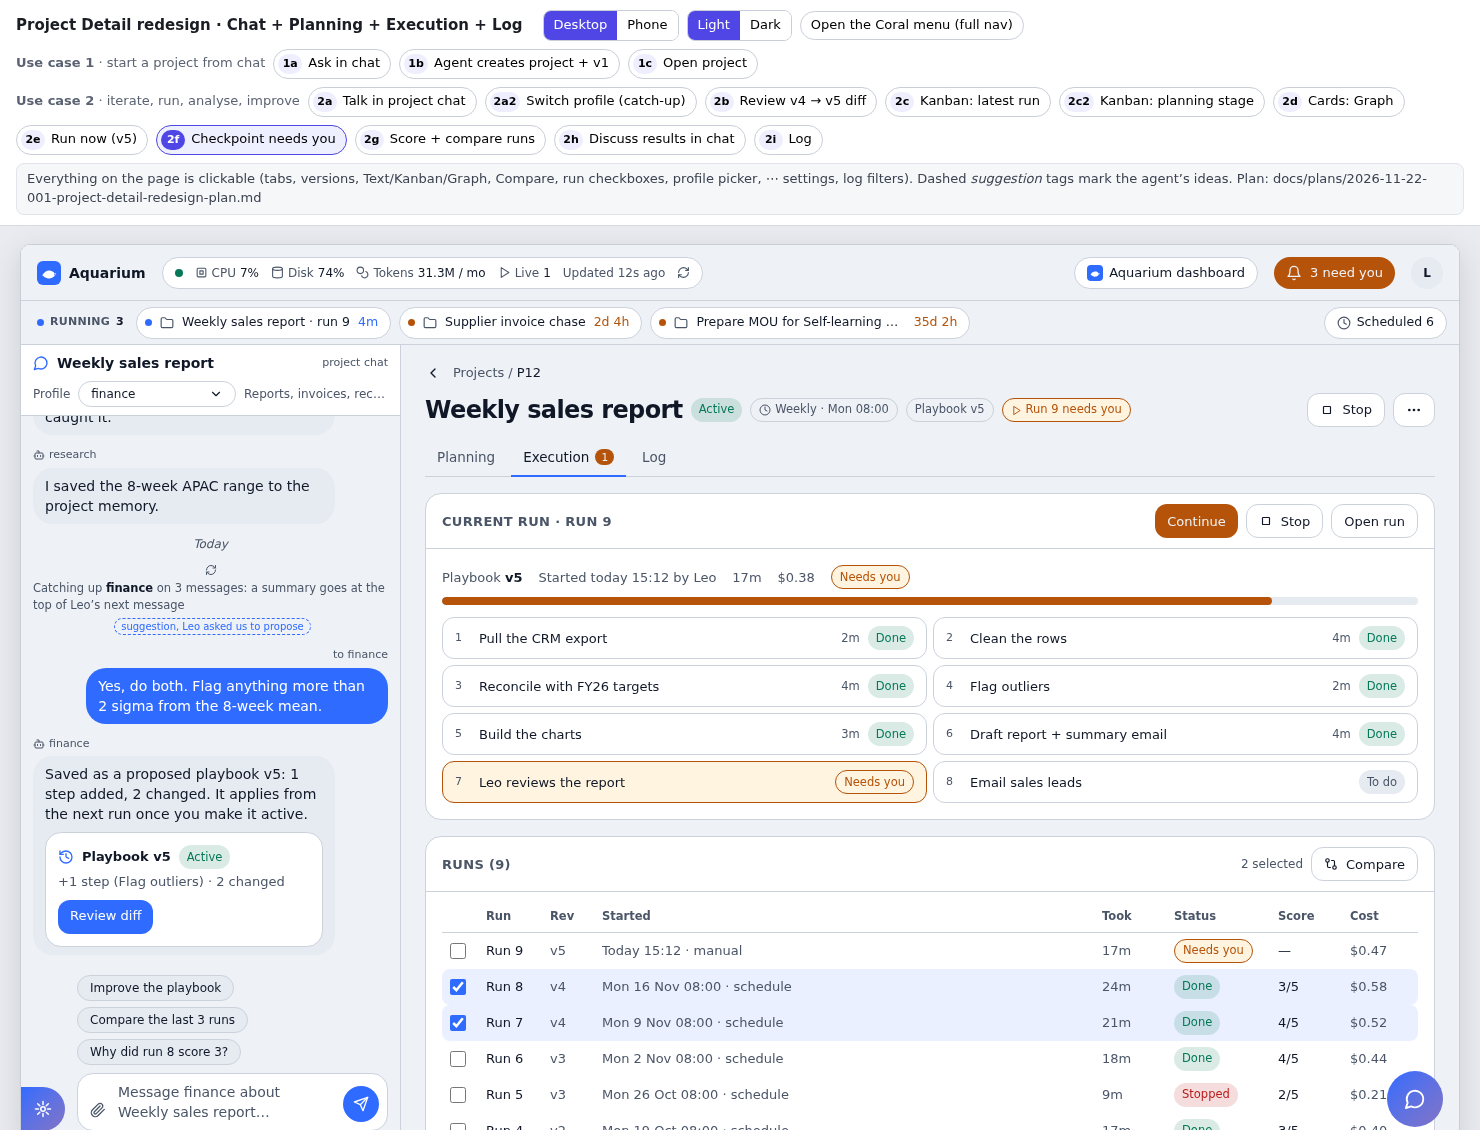 Project Detail redesign · Chat + Planning + Execution + Log
Desktop Phone Light Dark Open the Coral menu (full nav)
Use case 1 · start a project from chat 1a Ask in chat 1b Agent creates project + v1 1c Open project
Use case 2 · iterate, run, analyse, improve 2a Talk in project chat 2a2 Switch profile (catch-up) 2b Review v4 → v5 diff 2c Kanban: latest run 2c2 Kanban: planning stage 2d Cards: Graph
2e Run now (v5) 2f Checkpoint needs you 2g Score + compare runs 2h Discuss results in chat 2i Log
Everything on the page is clickable (tabs, versions, Text/Kanban/Graph, Compare, run checkboxes, profile picker, ··· settings, log filters). Dashed suggestion tags mark the agent’s ideas. Plan: docs/plans/2026-11-22-
001-project-detail-redesign-plan.md
Aquarium CPU 7% Disk 74% Tokens 31.3M / mo Live 1 Updated 12s ago Aquarium dashboard 3 need you L
RUNNING 3 Weekly sales report · run 9 4m Supplier invoice chase 2d 4h Prepare MOU for Self-learning ... 35d 2h Scheduled 6
Weekly sales report project chat
Profile finance Reports, invoices, rec...
caught it.
research
I saved the 8-week APAC range to the
project memory.
Today
Catching up finance on 3 messages: a summary goes at the
top of Leo’s next message
suggestion, Leo asked us to propose
to finance
Yes, do both. Flag anything more than
2 sigma from the 8-week mean.
finance
Saved as a proposed playbook v5: 1
step added, 2 changed. It applies from
the next run once you make it active.
Playbook v5 Active
+1 step (Flag outliers) · 2 changed
Review diff
Improve the playbook
Compare the last 3 runs
Why did run 8 score 3?
Message finance about
Weekly sales report...
Projects / P12
Weekly sales report Active Weekly · Mon 08:00 Playbook v5 Run 9 needs you Stop ···
Planning Execution 1 Log
CURRENT RUN · RUN 9 Continue Stop Open run
Playbook v5 Started today 15:12 by Leo 17m $0.38 Needs you
1 Pull the CRM export 2m Done
2 Clean the rows 4m Done
3 Reconcile with FY26 targets 4m Done
4 Flag outliers 2m Done
5 Build the charts 3m Done
6 Draft report + summary email 4m Done
7 Leo reviews the report Needs you
8 Email sales leads To do
RUNS (9) 2 selected Compare
Run Rev Started Took Status Score Cost
Run 9 v5 Today 15:12 · manual 17m Needs you — $0.47
Run 8 v4 Mon 16 Nov 08:00 · schedule 24m Done 3/5 $0.58
Run 7 v4 Mon 9 Nov 08:00 · schedule 21m Done 4/5 $0.52
Run 6 v3 Mon 2 Nov 08:00 · schedule 18m Done 4/5 $0.44
Run 5 v3 Mon 26 Oct 08:00 · schedule 9m Stopped 2/5 $0.21